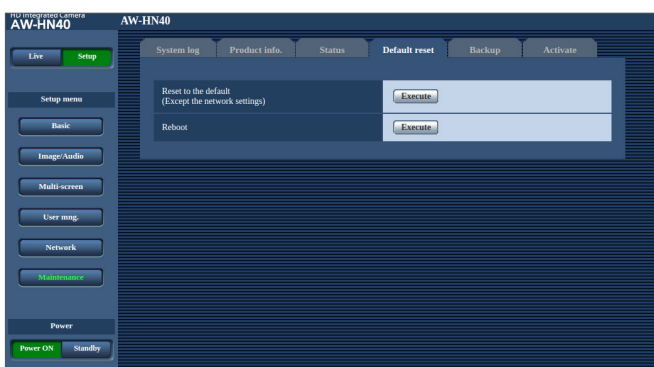 HD Integrated Camera
AW-HN40
AW-HN40
Live Setup
System log Product info. Status Default reset Backup Activate
Setup menu
Reset to the default
(Except the network settings)
Execute
Basic
Reboot
Execute
Image/Audio
Multi-screen
User mng.
Network
Maintenance
Power
Power ON Standby